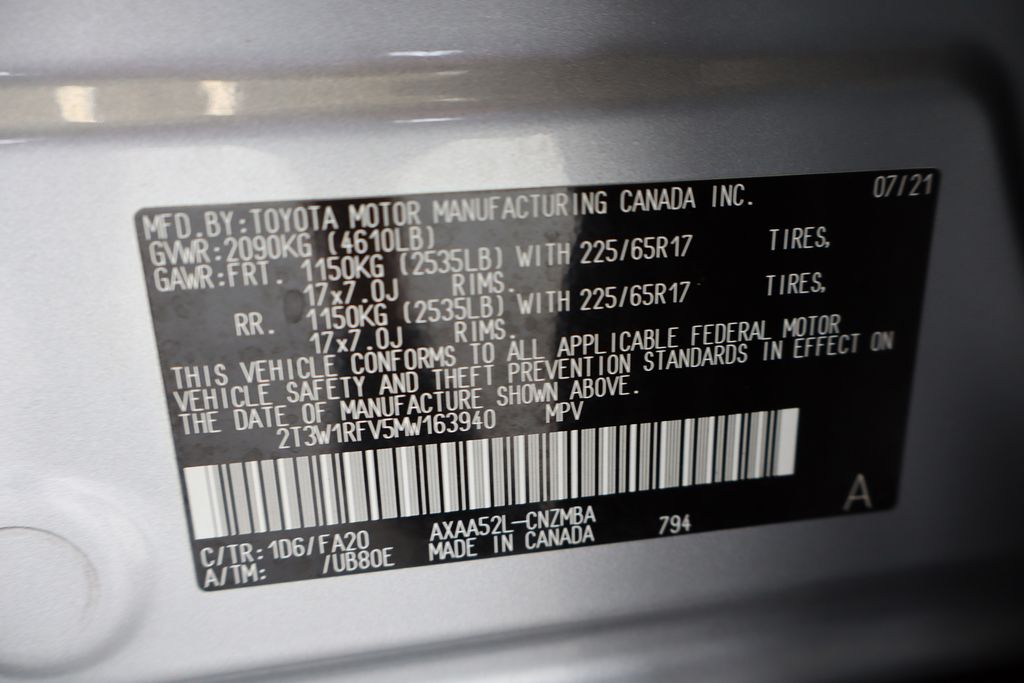 MFD.BY:TOYOTA MOTOR MANUFACTURING CANADA INC. 07/21
GVWR:2090KG (4610LB)
GAWR:FRT. 1150KG (2535LB) WITH 225/65R17 TIRES,
17x7.0J RIMS.
RR. 1150KG (2535LB) WITH 225/65R17 TIRES,
17x7.0J RIMS.
THIS VEHICLE CONFORMS TO ALL APPLICABLE FEDERAL MOTOR
VEHICLE SAFETY AND THEFT PREVENTION STANDARDS IN EFFECT ON
THE DATE OF MANUFACTURE SHOWN ABOVE.
2T3W1RFV5MW163940 MPV
A
C/TR:1D6/FA20 AXAA52L-CNZMBA 794
A/TM: /UB80E MADE IN CANADA